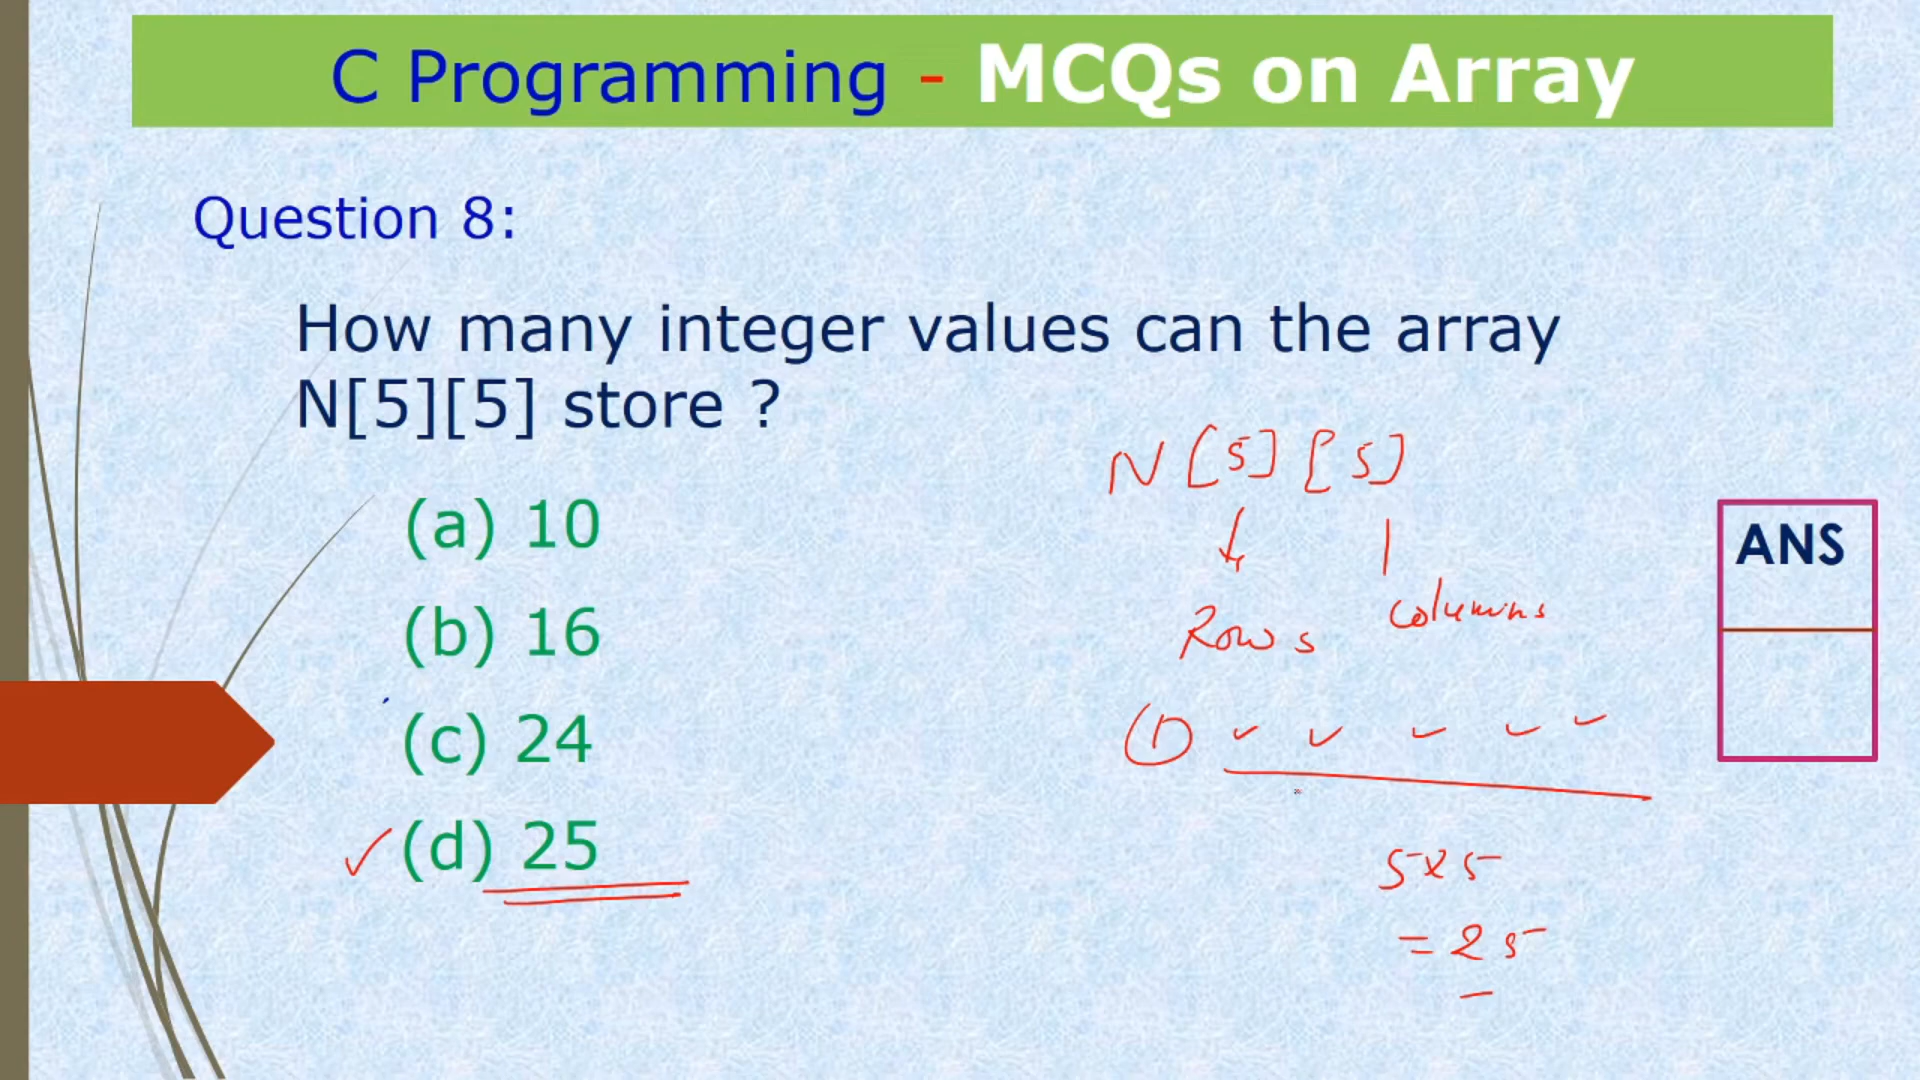 C Programming - MCQs on Array
Question 8:
How many integer values can the array
N[5][5] store ?
(a) 10
(b) 16
(c) 24
(d) 25
N[5][5]
Rows
columns
1
5x5
= 25
ANS